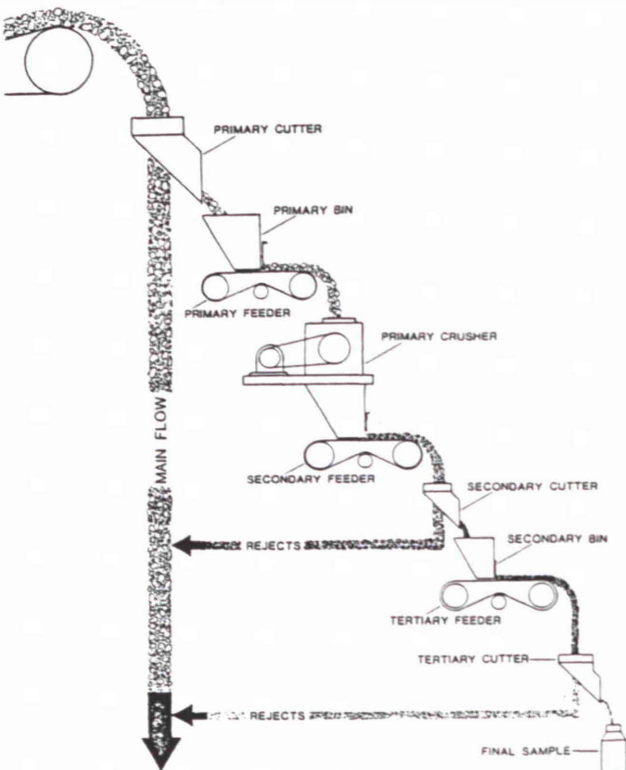 PRIMARY CUTTER
PRIMARY BIN
PRIMARY FEEDER
PRIMARY CRUSHER
MAIN FLOW
SECONDARY FEEDER
SECONDARY CUTTER
REJECTS
SECONDARY BIN
TERTIARY FEEDER
TERTIARY CUTTER
REJECTS
FINAL SAMPLE